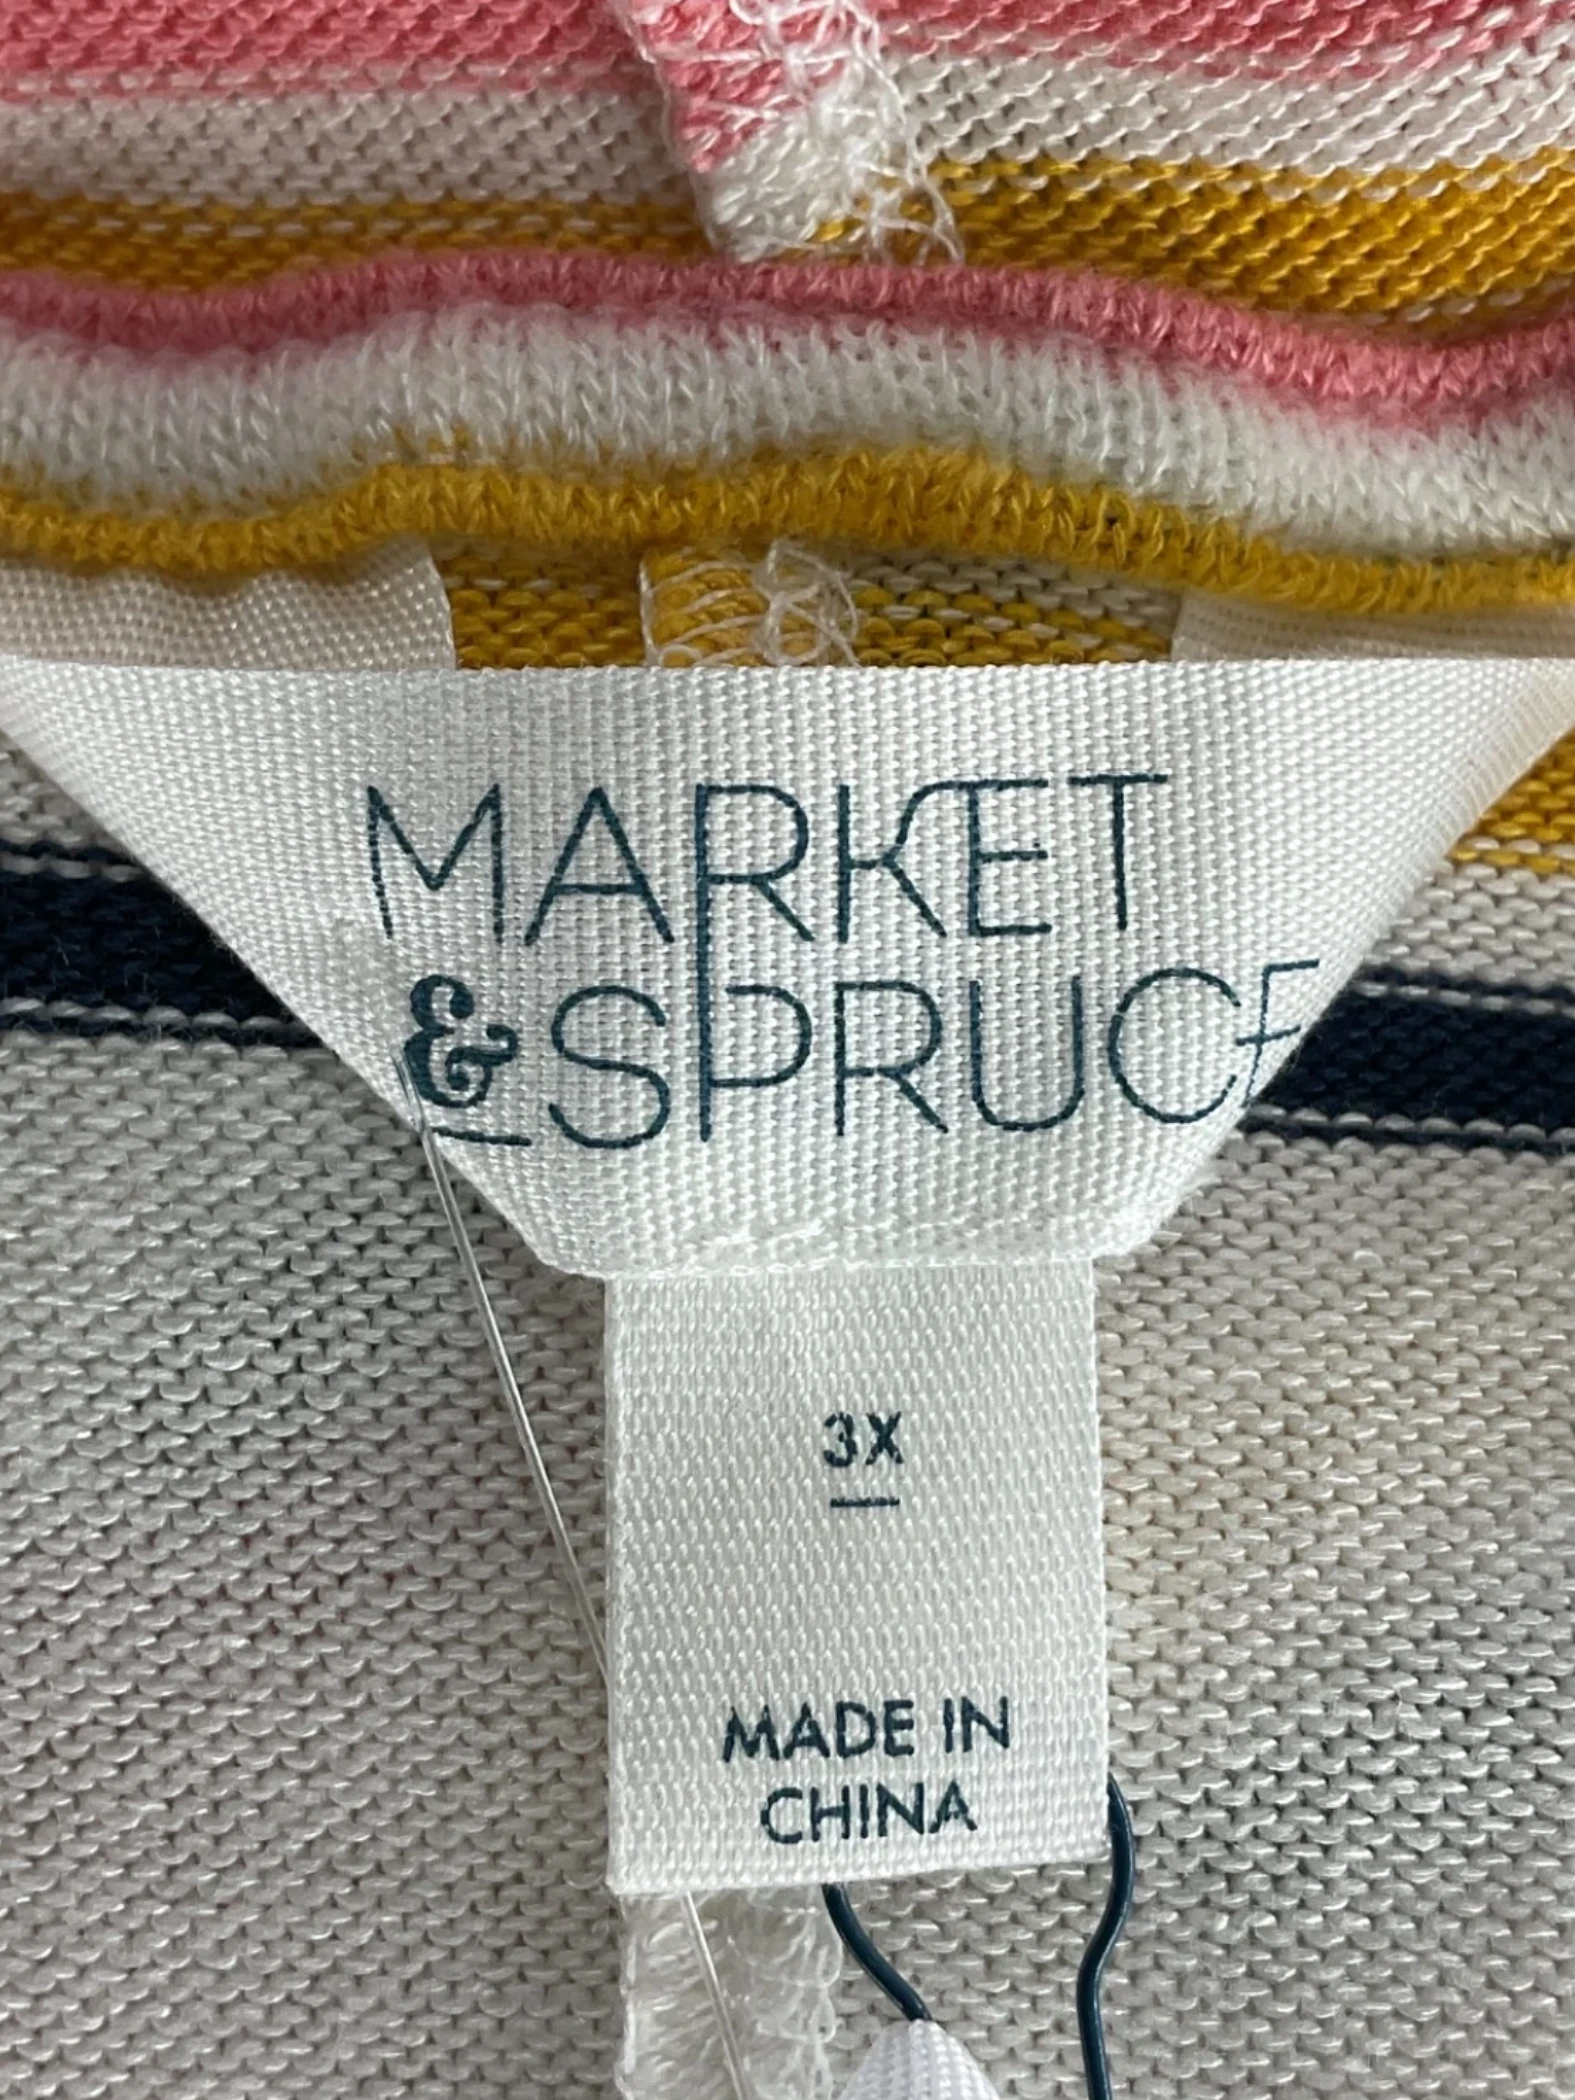 MARKET
& SPRUCE
3X
MADE IN
CHINA